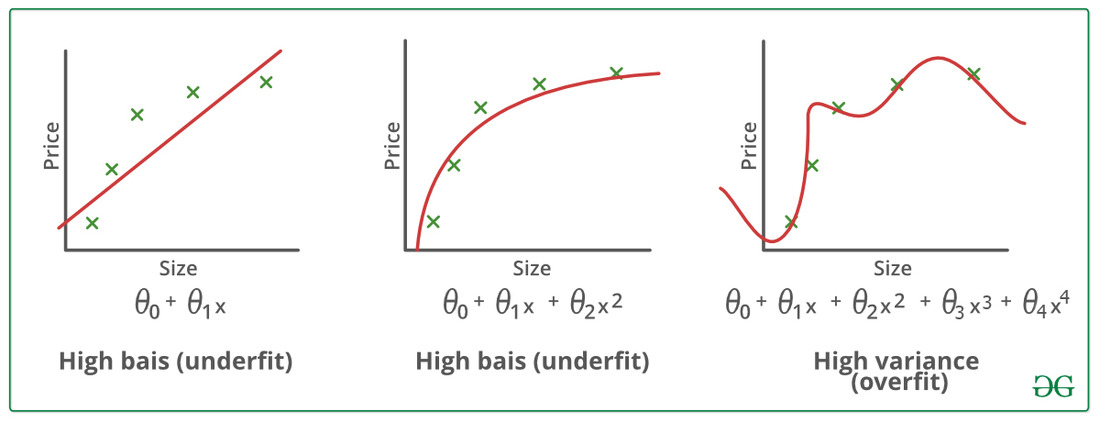 Price
Size
θ0 + θ1x
High bais (underfit)
Price
Size
θ0 + θ1x + θ2x²
High bais (underfit)
Price
Size
θ0 + θ1x + θ2x² + θ3x³ + θ4x⁴
High variance
(overfit)